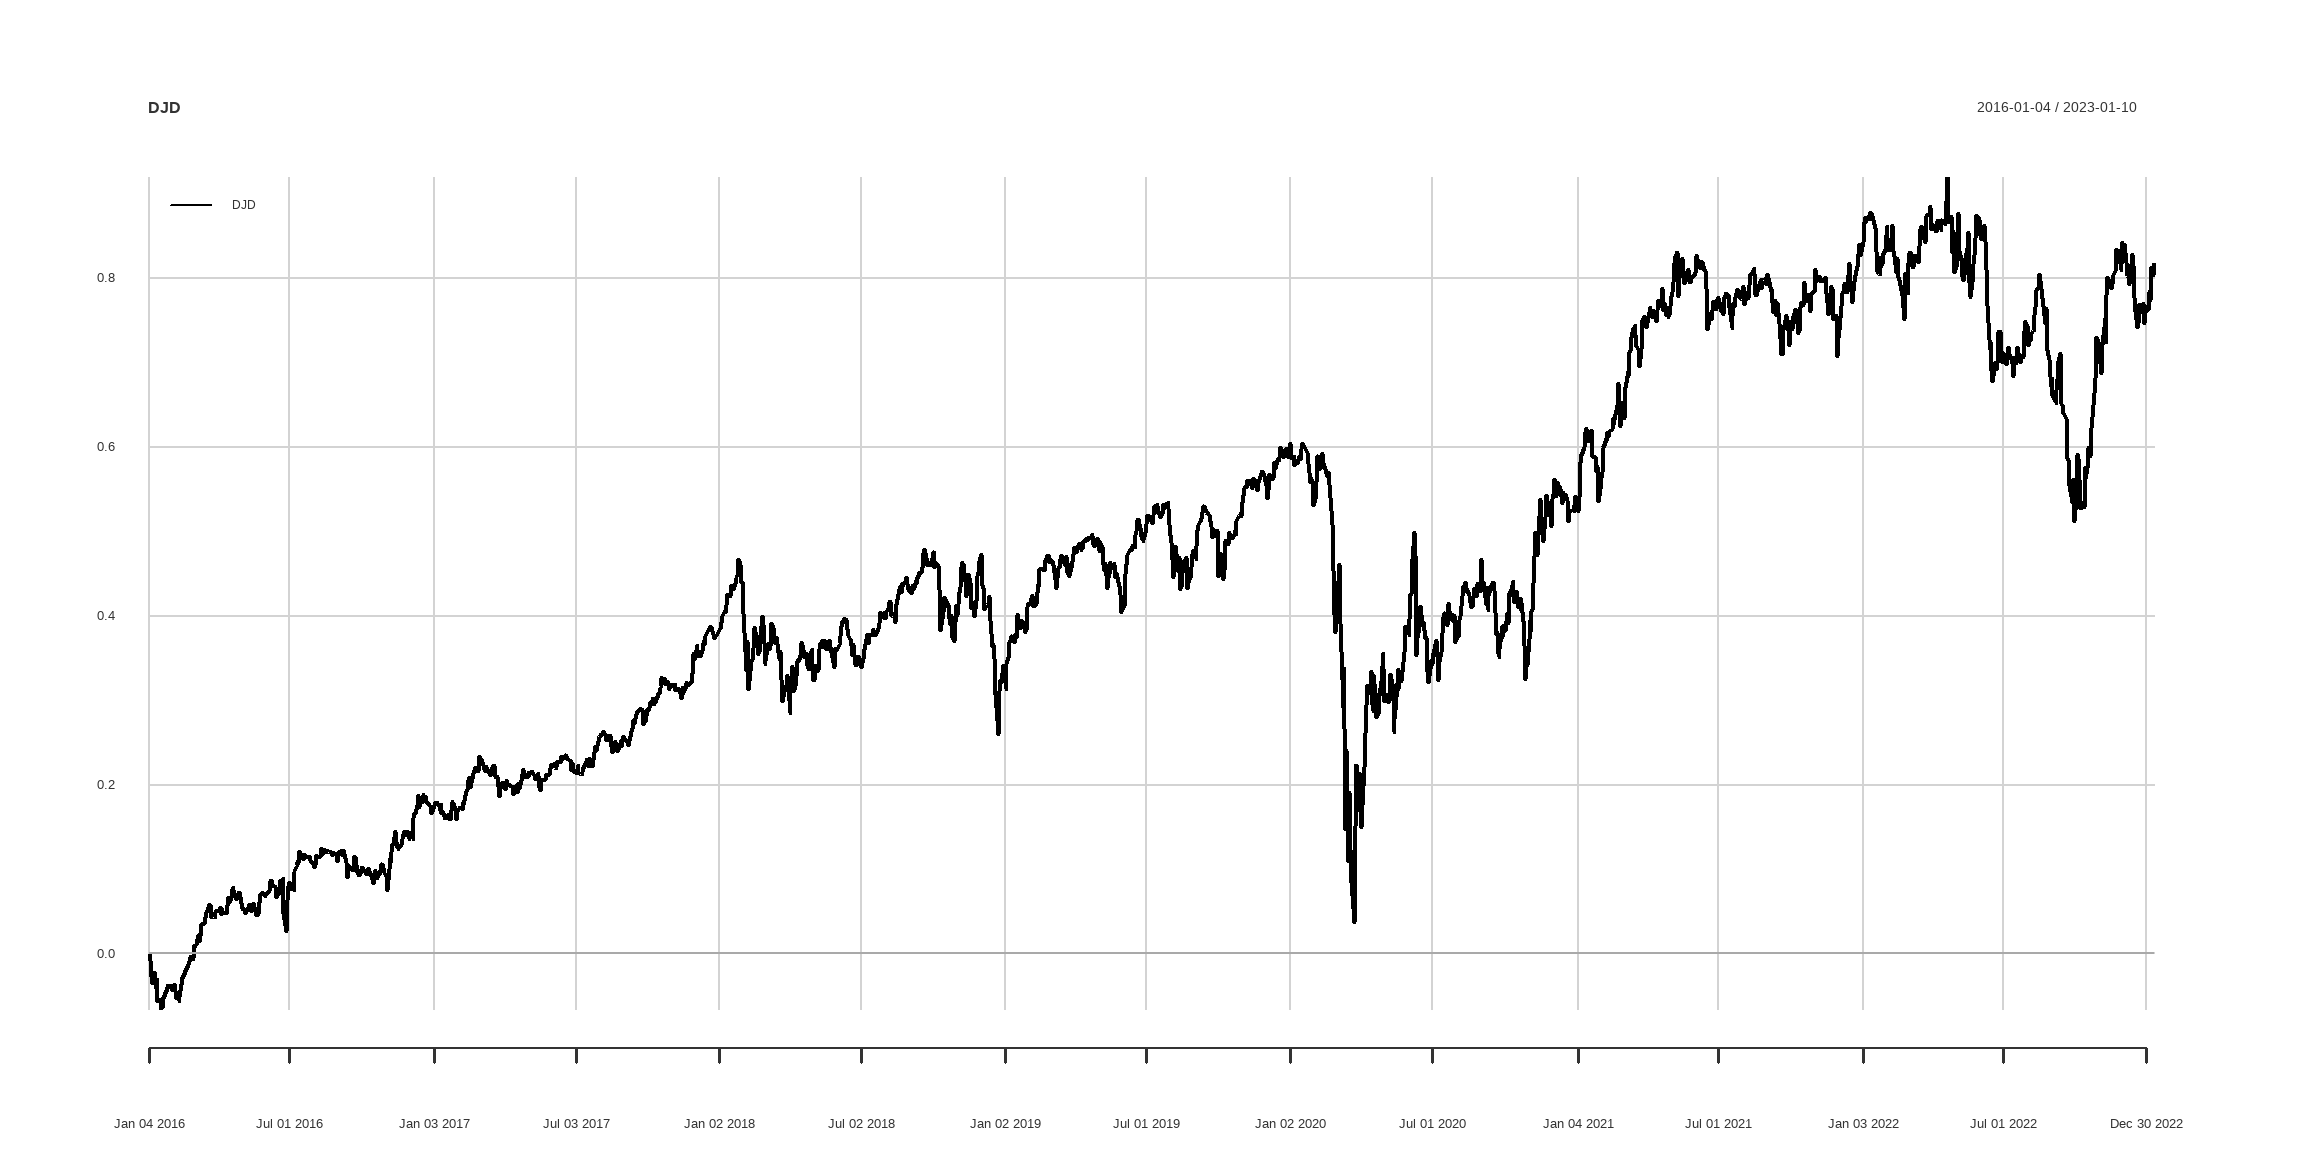 DJD
2016-01-04 / 2023-01-10
DJD
0.8
0.6
0.4
0.2
0.0
Jan 04 2016
Jul 01 2016
Jan 03 2017
Jul 03 2017
Jan 02 2018
Jul 02 2018
Jan 02 2019
Jul 01 2019
Jan 02 2020
Jul 01 2020
Jan 04 2021
Jul 01 2021
Jan 03 2022
Jul 01 2022
Dec 30 2022